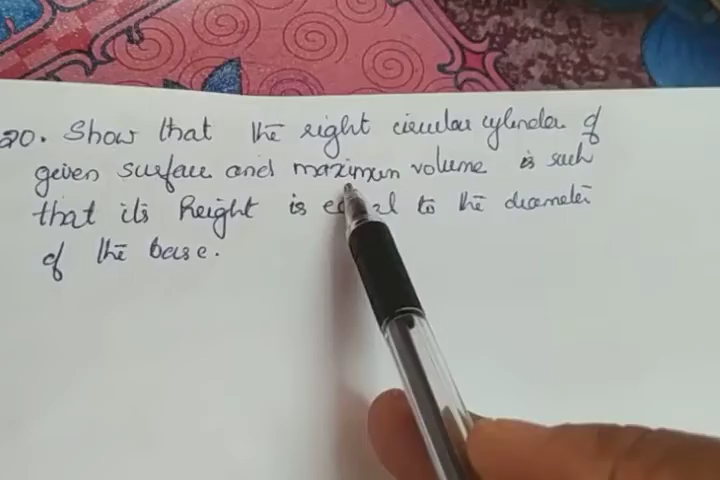 20. Show that the right circular cylinder of
given surface and maximum volume is such
that its height is equal to the diameter
of the base.